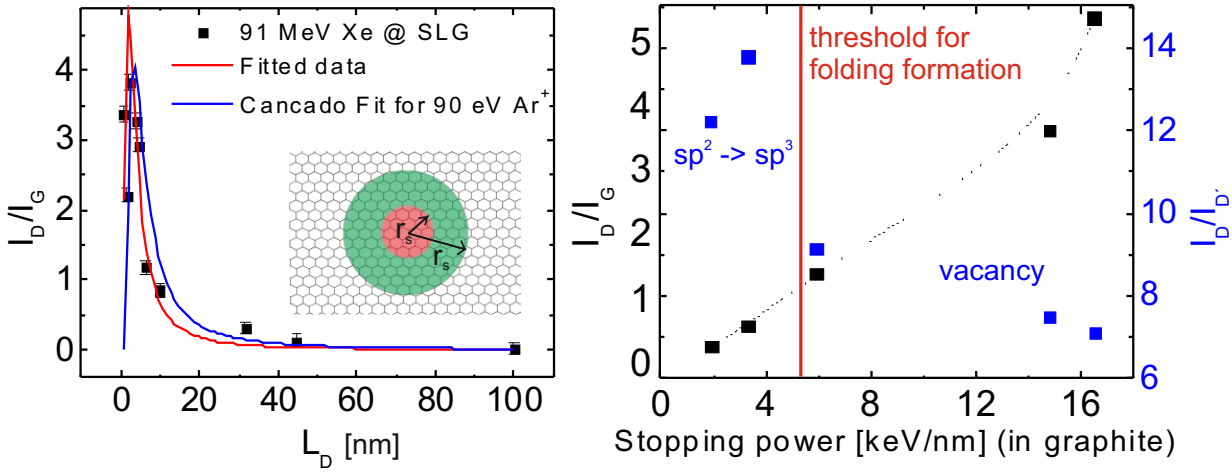 91 MeV Xe @ SLG
Fitted data
Cancado Fit for 90 eV Ar⁺
I_D/I_G
4
3
2
1
0
r_s
r_s
0 20 40 60 80 100
L_D [nm]
threshold for
folding formation
sp² -> sp³
vacancy
I_D/I_G
5
4
5
3
2
1
0
I_D/I_D´
14
12
10
8
6
0 4 8 12 16
Stopping power [keV/nm] (in graphite)